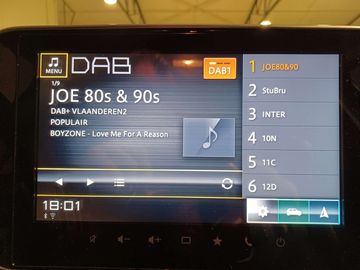 MENU
DAB
DAB1
1/9
JOE 80s & 90s
DAB+ VLAANDEREN2
POPULAIR
BOYZONE - Love Me For A Reason
18:01
1 JOE80&90
2 StuBru
3 INTER
4 10N
5 11C
6 12D